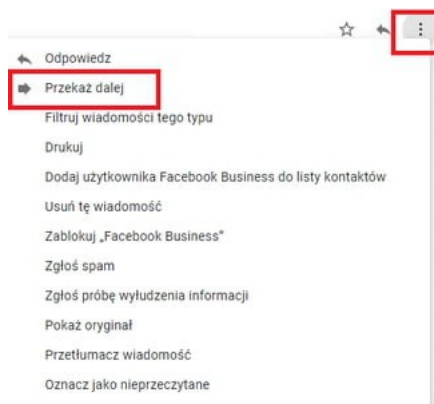 Odpowiedz
Przekaż dalej
Filtruj wiadomości tego typu
Drukuj
Dodaj użytkownika Facebook Business do listy kontaktów
Usuń tę wiadomość
Zablokuj „Facebook Business”
Zgłoś spam
Zgłoś próbę wyłudzenia informacji
Pokaż oryginał
Przetłumacz wiadomość
Oznacz jako nieprzeczytane